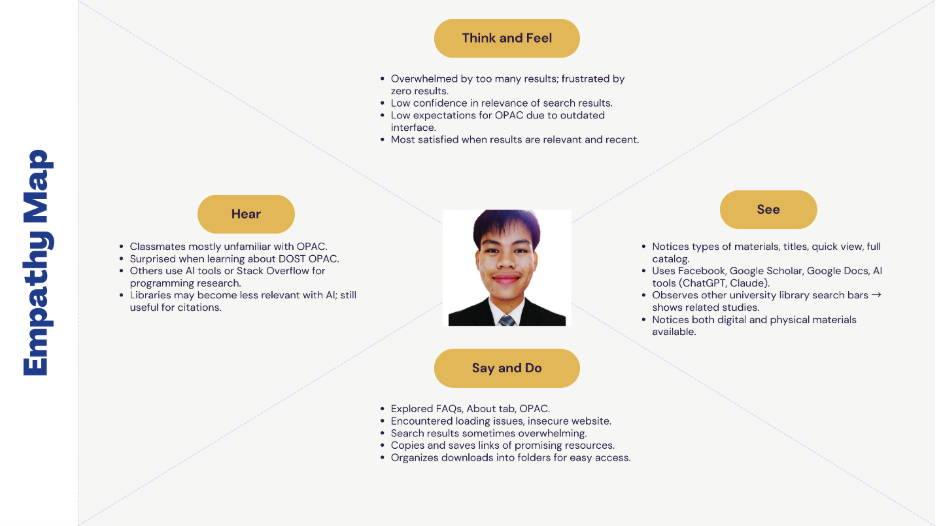 Empathy Map
Think and Feel
• Overwhelmed by too many results; frustrated by
zero results.
• Low confidence in relevance of search results.
• Low expectations for OPAC due to outdated
interface.
• Most satisfied when results are relevant and recent.
Hear
• Classmates mostly unfamiliar with OPAC.
• Surprised when learning about DOST OPAC.
• Others use AI tools or Stack Overflow for
programming research.
• Libraries may become less relevant with AI; still
useful for citations.
See
• Notices types of materials, titles, quick view, full
catalog.
• Uses Facebook, Google Scholar, Google Docs, AI
tools (ChatGPT, Claude).
• Observes other university library search bars →
shows related studies.
• Notices both digital and physical materials
available.
Say and Do
• Explored FAQs, About tab, OPAC.
• Encountered loading issues, insecure website.
• Search results sometimes overwhelming.
• Copies and saves links of promising resources.
• Organizes downloads into folders for easy access.